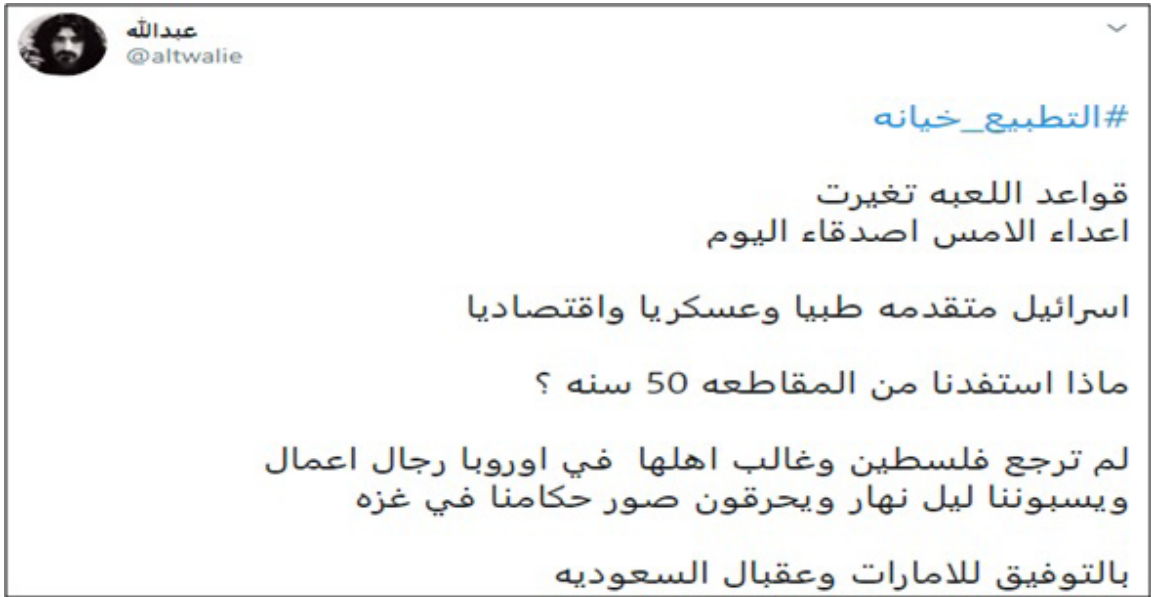 عبدالله
@altwalie
#التطبيع_خيانه
قواعد اللعبه تغيرت
اعداء الامس اصدقاء اليوم
اسرائيل متقدمه طبيا وعسكريا واقتصاديا
ماذا استفدنا من المقاطعه 50 سنه ؟
لم ترجع فلسطين وغالب اهلها في اوروبا رجال اعمال
ويسبوننا ليل نهار ويحرقون صور حكامنا في غزه
بالتوفيق للامارات وعقبال السعوديه